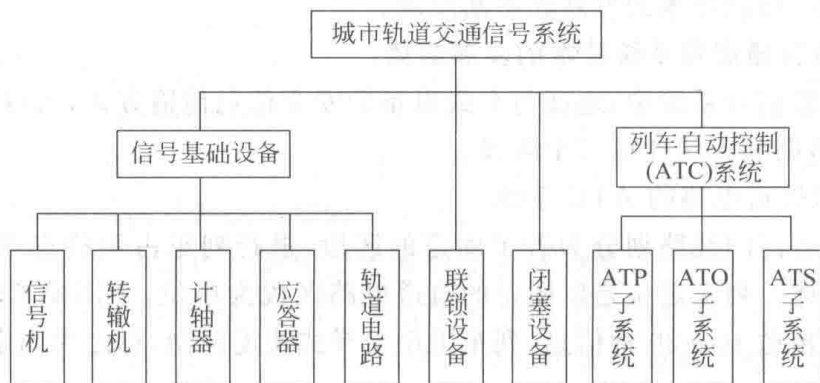 城市轨道交通信号系统
信号基础设备
列车自动控制
(ATC)系统
信号机
转辙机
计轴器
应答器
轨道电路
联锁设备
闭塞设备
ATP
子系统
ATO
子系统
ATS
子系统